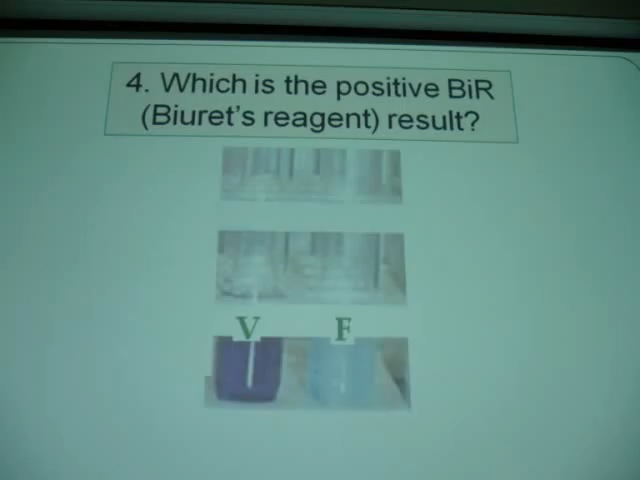 4. Which is the positive BiR
(Biuret's reagent) result?
V F